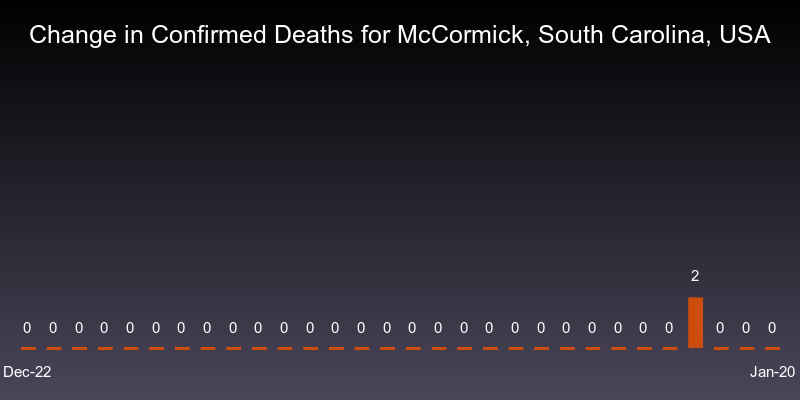 Change in Confirmed Deaths for McCormick, South Carolina, USA
2
0 0 0 0 0 0 0 0 0 0 0 0 0 0 0 0 0 0 0 0 0 0 0 0 0 0 0 0 0
Dec-22 Jan-20